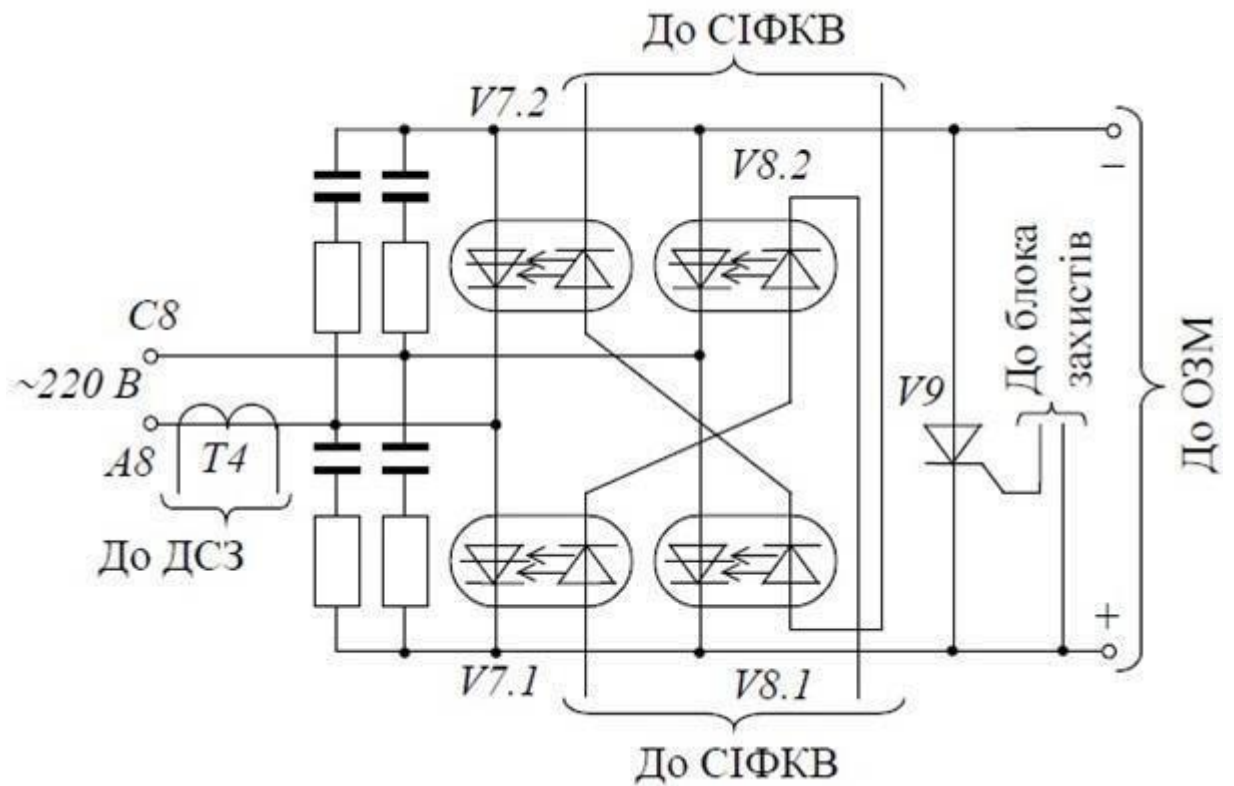 До СІФКВ
V7.2
V8.2
−
C8
~220 В
A8
T4
До ДСЗ
V9
До блока
захистів
До ОЗМ
+
V7.1
V8.1
До СІФКВ